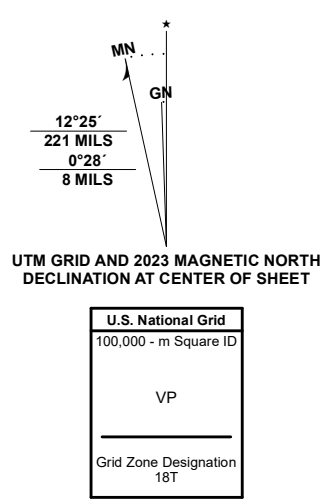 ★
MN
GN
12°25´
221 MILS
0°28´
8 MILS
UTM GRID AND 2023 MAGNETIC NORTH
DECLINATION AT CENTER OF SHEET
U.S. National Grid
100,000 - m Square ID
VP
Grid Zone Designation
18T